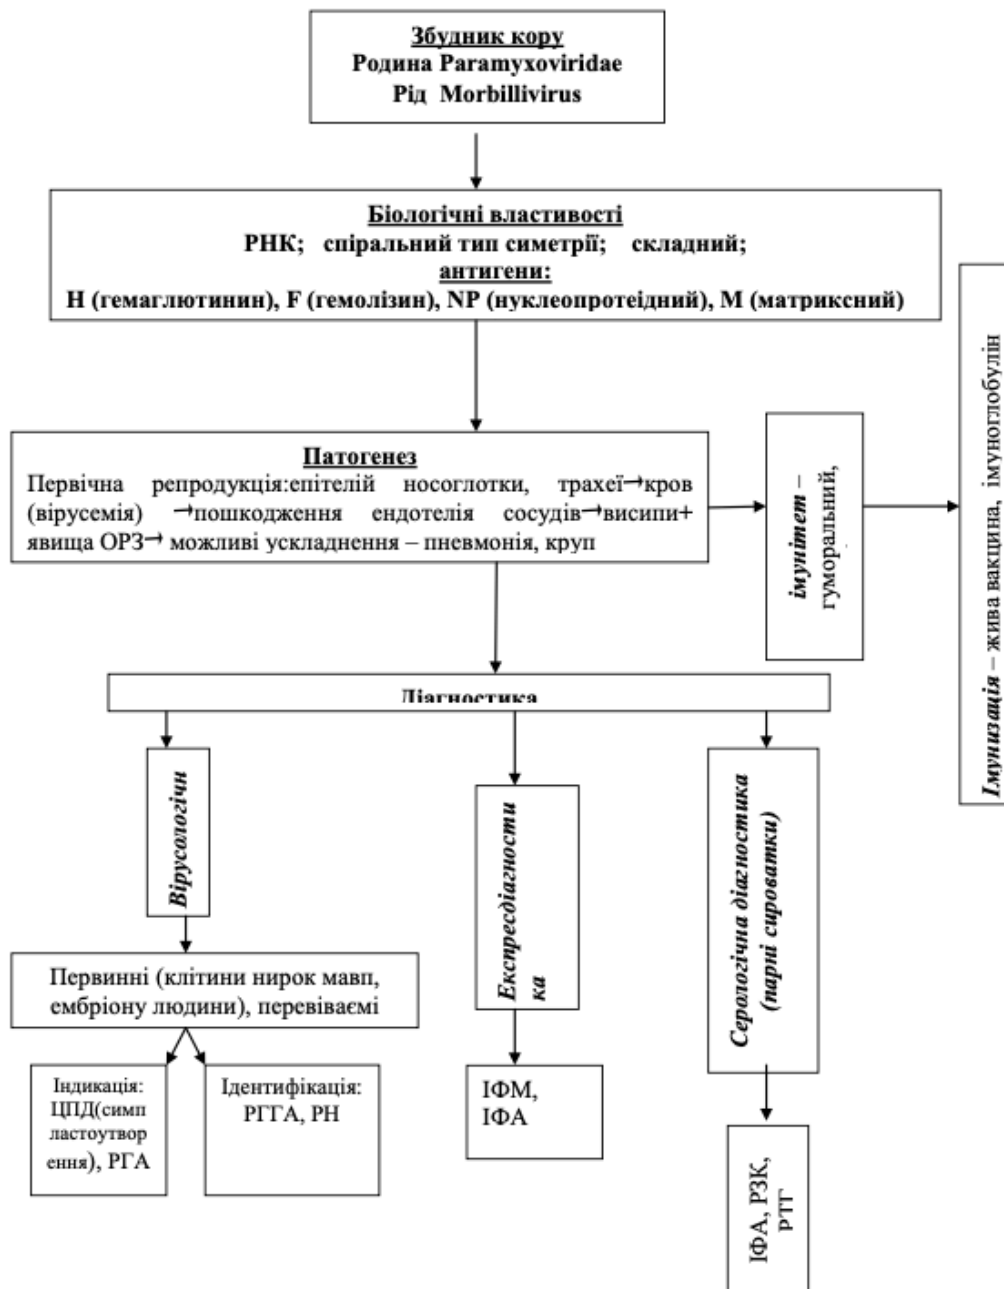 Збудник кору
Родина Paramyxoviridae
Рід Morbillivirus
Біологічні властивості
РНК; спіральний тип симетрії; складний;
антигени:
H (гемаглютинин), F (гемолізин), NP (нуклеопротеідний), M (матриксний)
Патогенез
Первічна репродукція:епітелій носоглотки, трахеї→кров
(вірусемія) →пошкодження ендотелія сосудів→висипи+
явища ОРЗ→ можливі ускладнення – пневмонія, круп
імунітет –
гуморальний,
Імунизація – жива вакцина, імуноглобулін
Діагностика
Вірусологічн
Експресдіагности
ка
Серологічна діагностика
(парні сироватки)
Первинні (клітини нирок мавп,
ембріону людини), перевіваємі
Індикація:
ЦПД(симп
ластоутвор
ення), РГА
Ідентифікація:
РГГА, РН
ІФМ,
ІФА
ІФА, РЗК,
РТГ